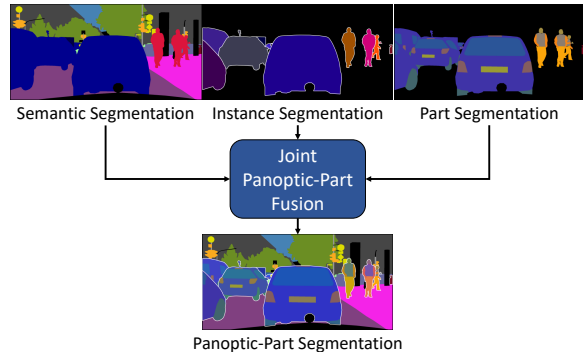 Semantic Segmentation
Instance Segmentation
Part Segmentation
Joint
Panoptic-Part
Fusion
Panoptic-Part Segmentation